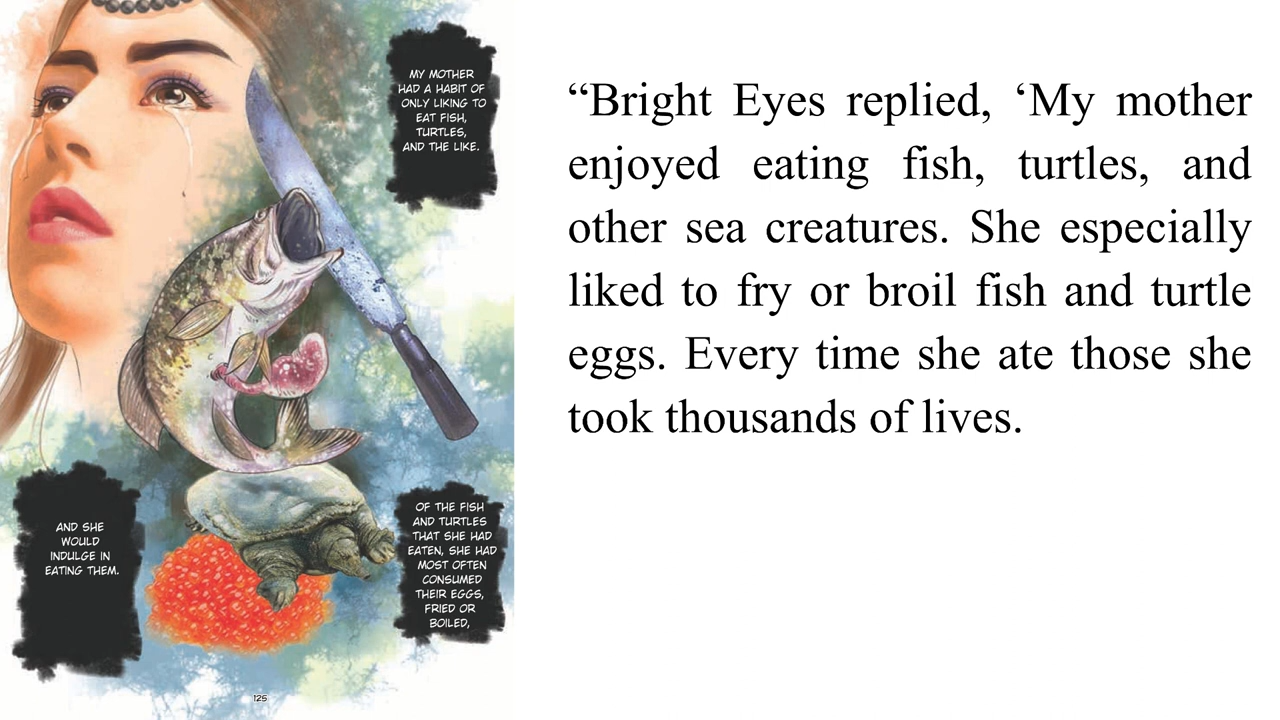 MY MOTHER
HAD A HABIT OF
ONLY LIKING TO
EAT FISH,
TURTLES,
AND THE LIKE.
AND SHE
WOULD
INDULGE IN
EATING THEM.
OF THE FISH
AND TURTLES
THAT SHE HAD
EATEN, SHE HAD
MOST OFTEN
CONSUMED
THEIR EGGS,
FRIED OR
BOILED,
125
“Bright Eyes replied, ‘My mother
enjoyed eating fish, turtles, and
other sea creatures. She especially
liked to fry or broil fish and turtle
eggs. Every time she ate those she
took thousands of lives.